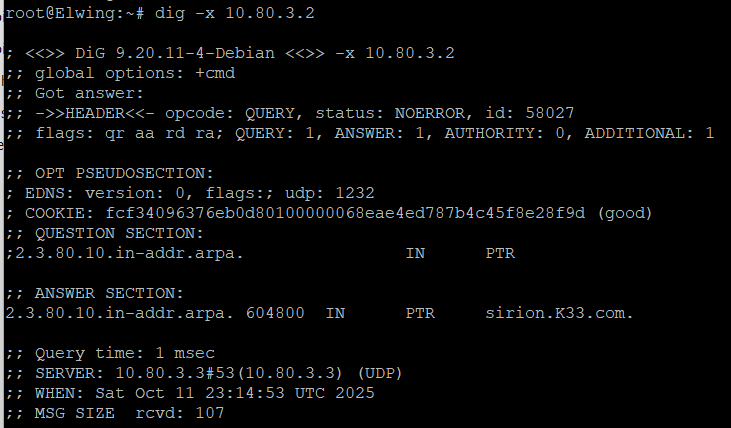 root@Elwing:~# dig -x 10.80.3.2
; <<>> DiG 9.20.11-4-Debian <<>> -x 10.80.3.2
;; global options: +cmd
;; Got answer:
;; ->>HEADER<<- opcode: QUERY, status: NOERROR, id: 58027
;; flags: qr aa rd ra; QUERY: 1, ANSWER: 1, AUTHORITY: 0, ADDITIONAL: 1
;; OPT PSEUDOSECTION:
; EDNS: version: 0, flags:; udp: 1232
; COOKIE: fcf34096376eb0d80100000068eae4ed787b4c45f8e28f9d (good)
;; QUESTION SECTION:
;2.3.80.10.in-addr.arpa. IN PTR
;; ANSWER SECTION:
2.3.80.10.in-addr.arpa. 604800 IN PTR sirion.K33.com.
;; Query time: 1 msec
;; SERVER: 10.80.3.3#53(10.80.3.3) (UDP)
;; WHEN: Sat Oct 11 23:14:53 UTC 2025
;; MSG SIZE rcvd: 107